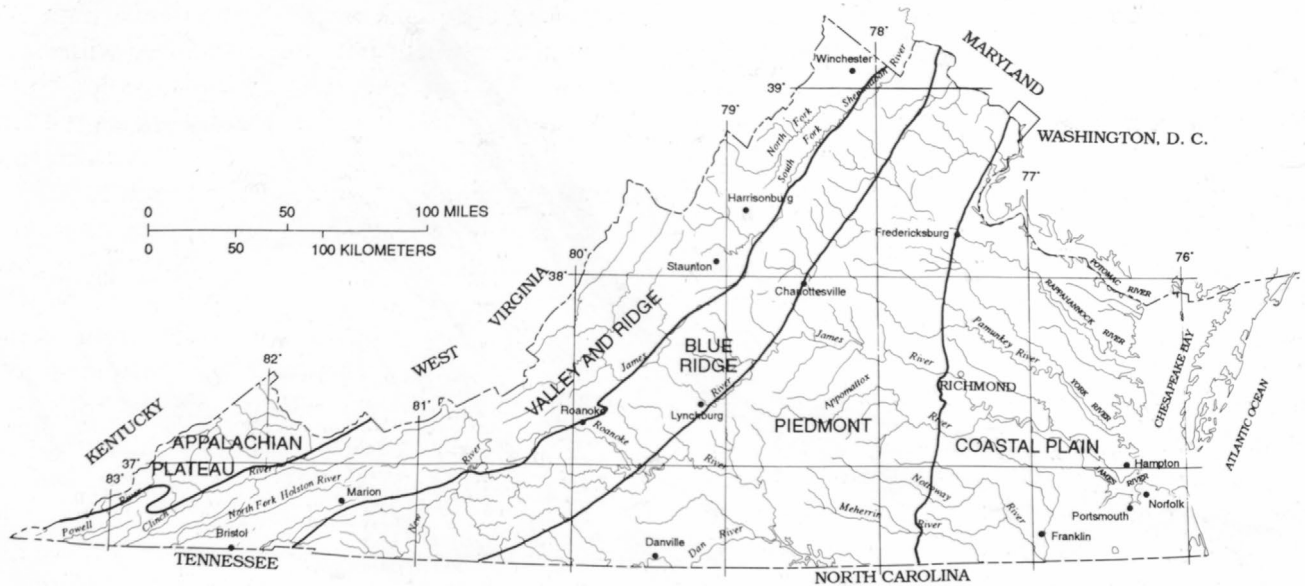 78°
MARYLAND
Winchester
River
Shenandoah
39°
79°
North Fork
South Fork
WASHINGTON, D. C.
77°
0 50 100 MILES
0 50 100 KILOMETERS
Harrisonburg
Fredericksburg
Staunton
80°
38°
76°
Charlottesville
POTOMAC RIVER
RAPPAHANNOCK RIVER
VIRGINIA
WEST
VALLEY AND RIDGE
BLUE
RIDGE
James
River
James
River
Pamunkey River
YORK RIVER
CHESAPEAKE BAY
ATLANTIC OCEAN
82°
81°
KENTUCKY
RICHMOND
Appomattox
River
Roanoke
Lynchburg
Roanoke
River
APPALACHIAN
PLATEAU
PIEDMONT
COASTAL PLAIN
37°
83°
River
River
Hampton
JAMES
RIVER
Norfolk
Portsmouth
Powell
River
Clinch
North Fork Holston River
Marion
New
Nottoway
River
Meherrin
River
Franklin
Bristol
TENNESSEE
Danville
Dan River
NORTH CAROLINA